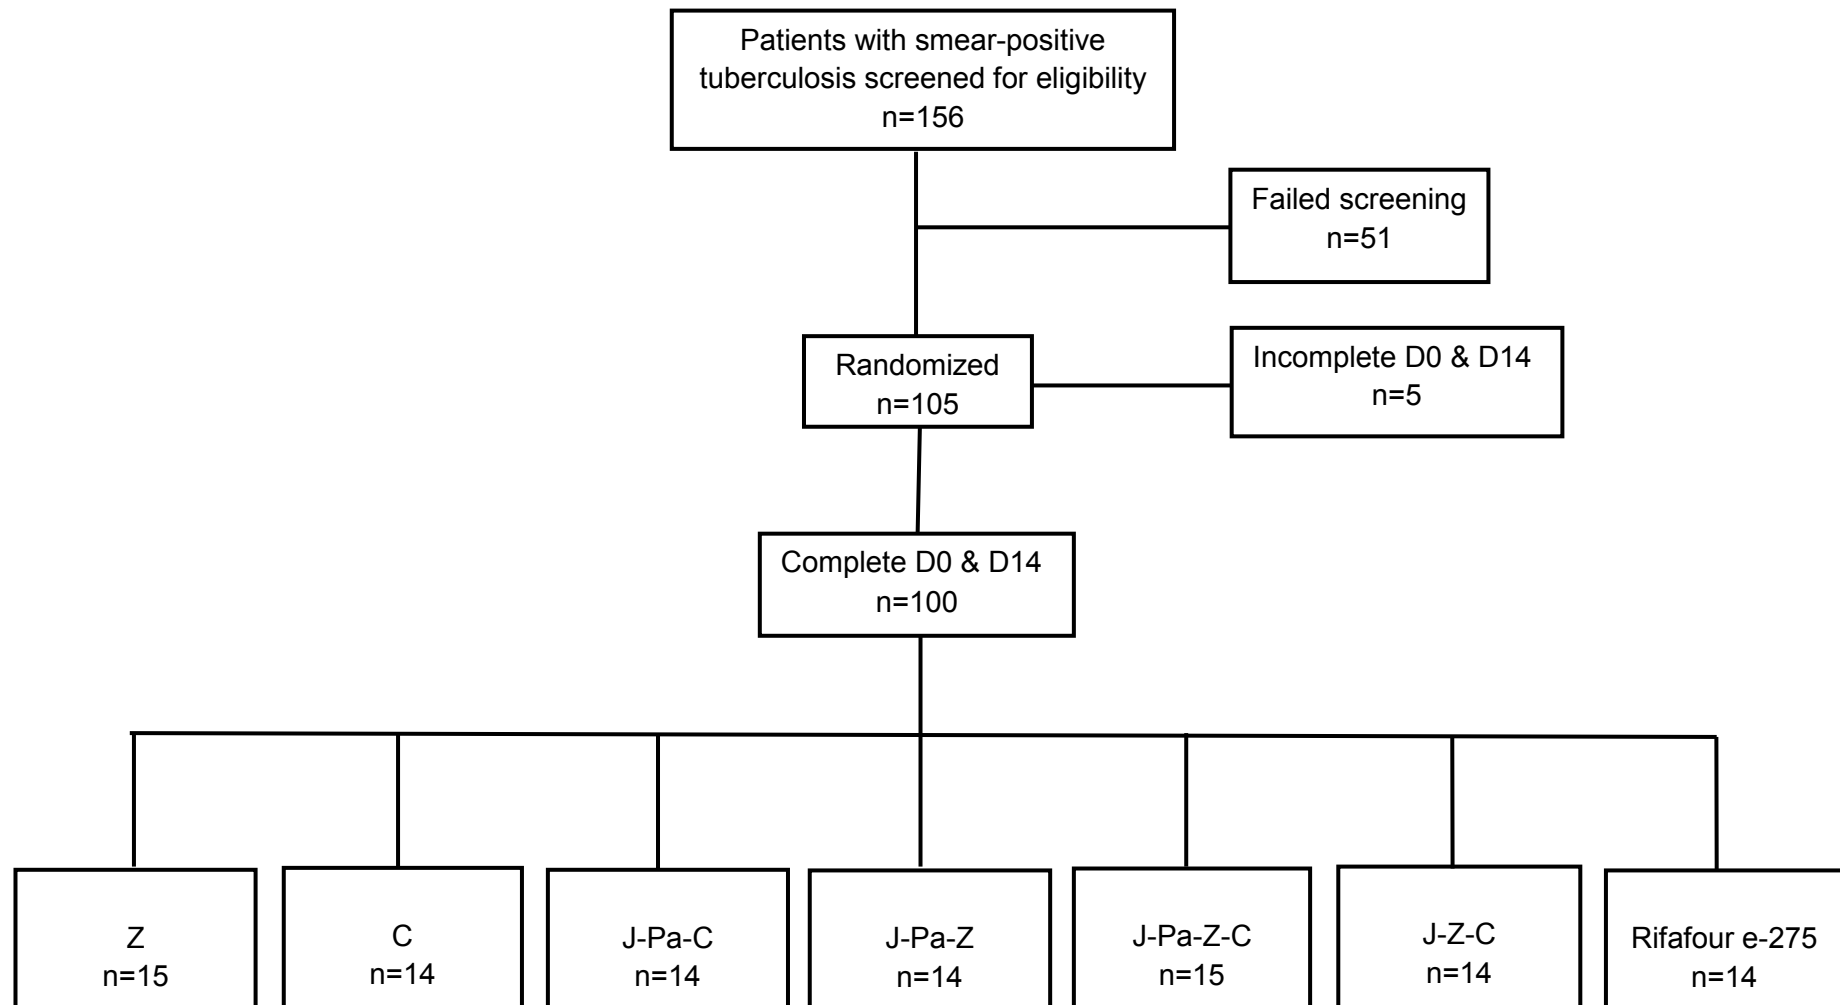 Patients with smear-positive
tuberculosis screened for eligibility
n=156
Failed screening
n=51
Randomized
n=105
Incomplete D0 & D14
n=5
Complete D0 & D14
n=100
Z
n=15
C
n=14
J-Pa-C
n=14
J-Pa-Z
n=14
J-Pa-Z-C
n=15
J-Z-C
n=14
Rifafour e-275
n=14